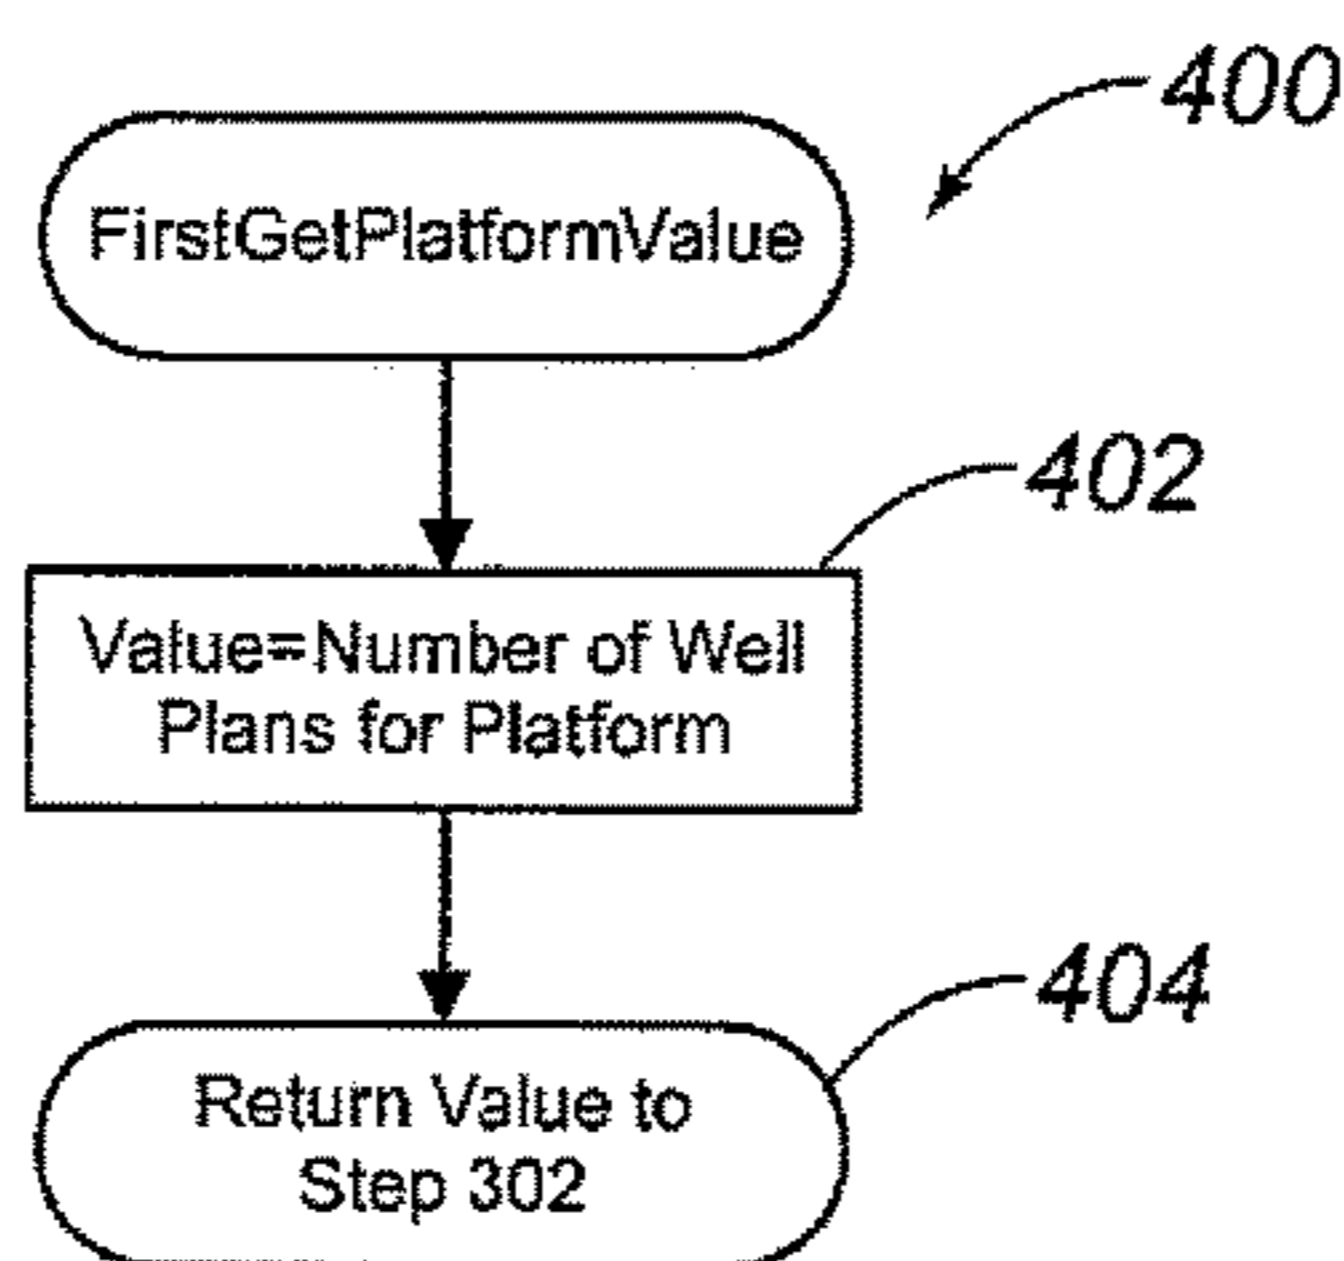 400
FirstGetPlatformValue
402
Value=Number of Well
Plans for Platform
404
Return Value to
Step 302